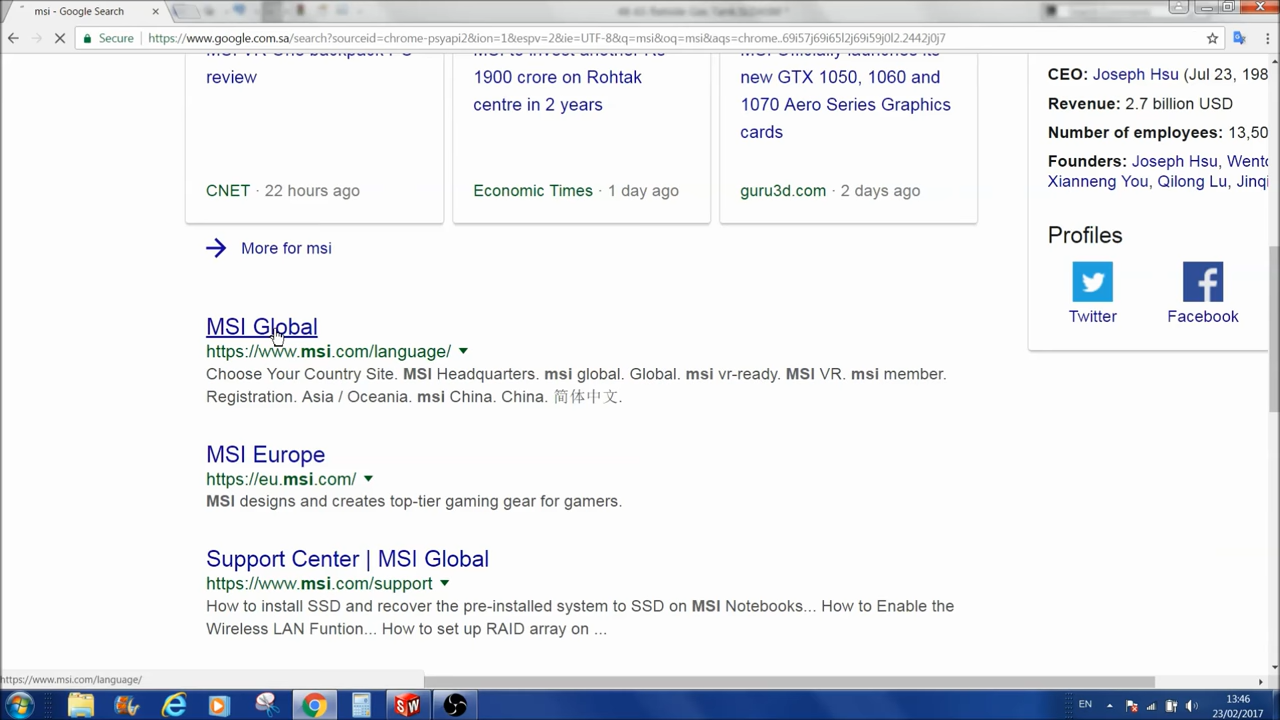 msi - Google Search
Secure
https://www.google.com.sa/search?sourceid=chrome-psyapi2&ion=1&espv=2&ie=UTF-8&q=msi&oq=msi&aqs=chrome..69i57j69i65l2j69i59j0l2.2442j0j7
MSI VR One backpack PC
review
CNET · 22 hours ago
MSI to invest another Rs
1900 crore on Rohtak
centre in 2 years
Economic Times · 1 day ago
MSI Officially launches its
new GTX 1050, 1060 and
1070 Aero Series Graphics
cards
guru3d.com · 2 days ago
CEO: Joseph Hsu (Jul 23, 198
Revenue: 2.7 billion USD
Number of employees: 13,50
Founders: Joseph Hsu, Wento
Xianneng You, Qilong Lu, Jinqi
Profiles
Twitter
Facebook
More for msi
MSI Global
https://www.msi.com/language/
Choose Your Country Site. MSI Headquarters. msi global. Global. msi vr-ready. MSI VR. msi member.
Registration. Asia / Oceania. msi China. China. 简体中文.
MSI Europe
https://eu.msi.com/
MSI designs and creates top-tier gaming gear for gamers.
Support Center | MSI Global
https://www.msi.com/support
How to install SSD and recover the pre-installed system to SSD on MSI Notebooks... How to Enable the
Wireless LAN Funtion... How to set up RAID array on ...
https://www.msi.com/language/
SW
EN
13:46
23/02/2017